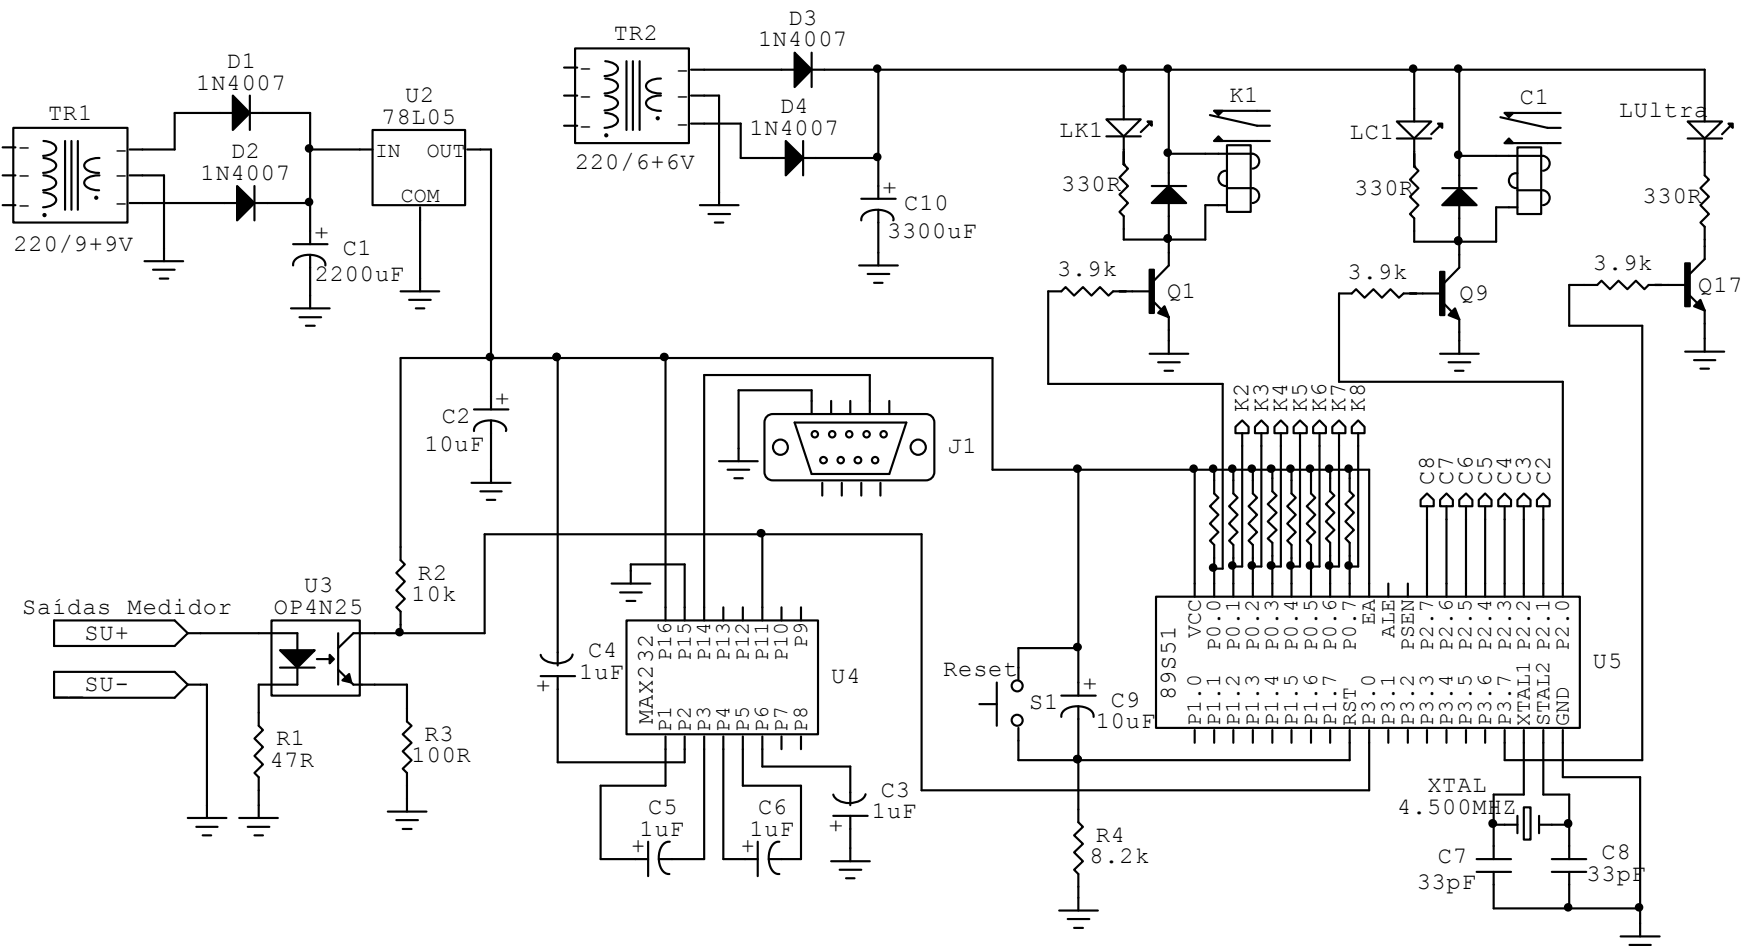 TR1
220/9+9V
D1
1N4007
D2
1N4007
U2
78L05
IN OUT
COM
+
C1
2200uF
TR2
220/6+6V
D3
1N4007
D4
1N4007
+
C10
3300uF
LK1
330R
K1
3.9k
Q1
LC1
330R
C1
3.9k
Q9
LUltra
330R
3.9k
Q17
C2
+
10uF
J1
R2
10k
U3
OP4N25
Saídas Medidor
SU+
SU-
R1
47R
R3
100R
C4
1uF
+
MAX232
P16
P15
P14
P13
P12
P11
P10
P9
P1
P2
P3
P4
P5
P6
P7
P8
U4
C5
1uF
+
C6
1uF
+
C3
1uF
+
Reset
S1
+
C9
10uF
R4
8.2k
K2
K3
K4
K5
K6
K7
K8
C8
C7
C6
C5
C4
C3
C2
89S51
VCC
P0.0
P0.1
P0.2
P0.3
P0.4
P0.5
P0.6
P0.7
EA
ALE
PSEN
P2.7
P2.6
P2.5
P2.4
P2.3
P2.2
P2.1
P2.0
P1.0
P1.1
P1.2
P1.3
P1.4
P1.5
P1.6
P1.7
RST
P3.0
P3.1
P3.2
P3.3
P3.4
P3.5
P3.6
P3.7
XTAL1
STAL2
GND
U5
XTAL
4.500MHZ
C7
33pF
C8
33pF